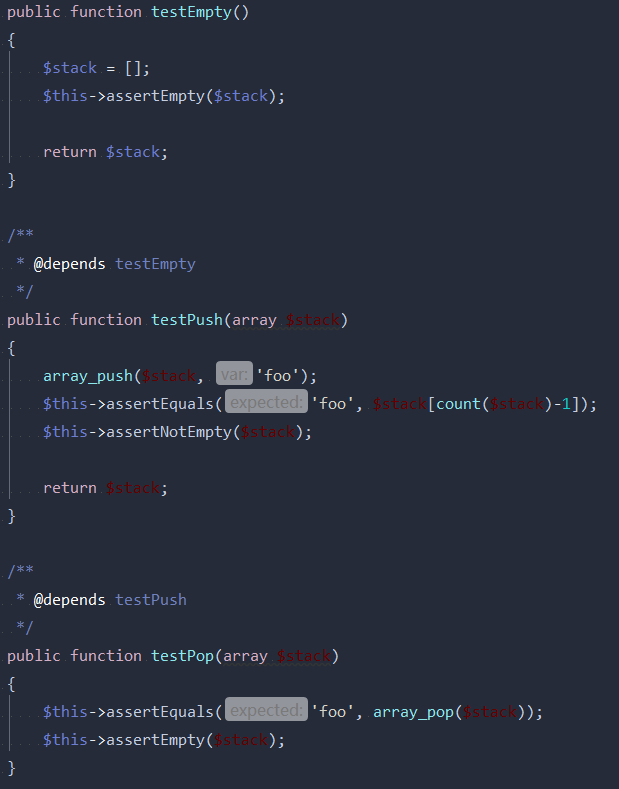 public function testEmpty()
{
    $stack = [];
    $this->assertEmpty($stack);

    return $stack;
}

/**
 * @depends testEmpty
 */
public function testPush(array $stack)
{
    array_push($stack, var: 'foo');
    $this->assertEquals( expected: 'foo', $stack[count($stack)-1]);
    $this->assertNotEmpty($stack);

    return $stack;
}

/**
 * @depends testPush
 */
public function testPop(array $stack)
{
    $this->assertEquals( expected: 'foo', array_pop($stack));
    $this->assertEmpty($stack);
}